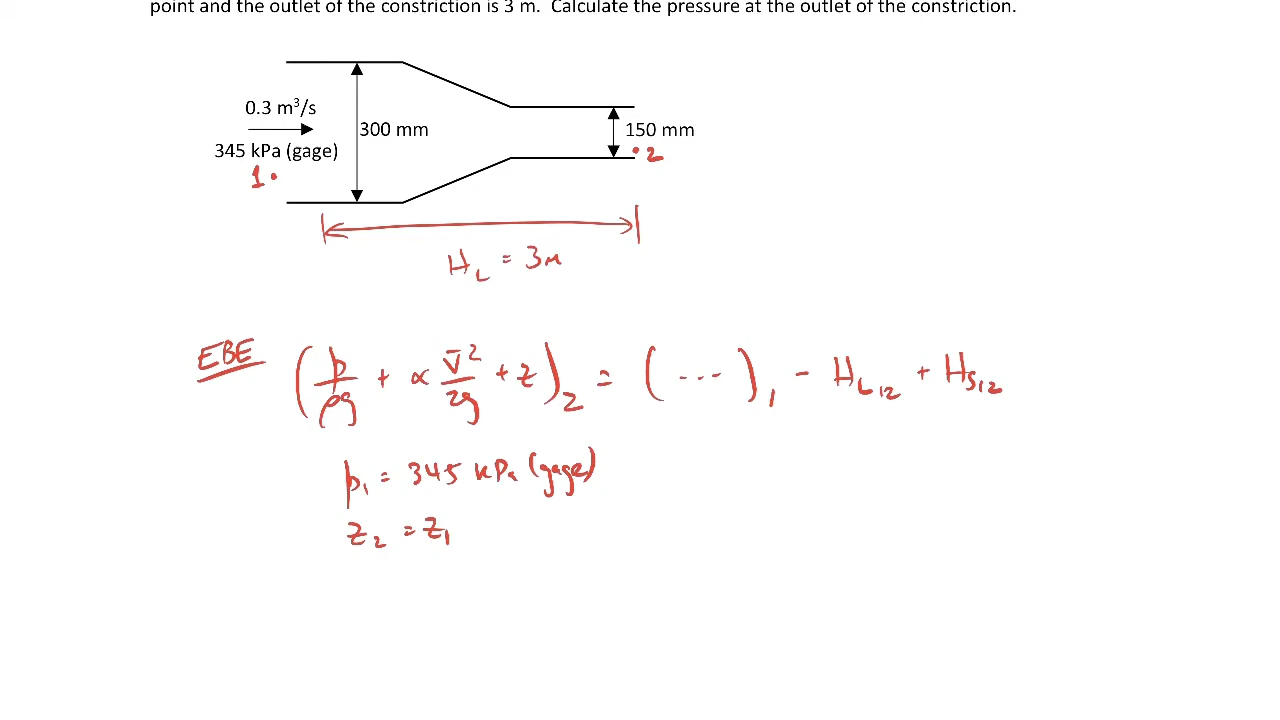 point and the outlet of the constriction is 3 m. Calculate the pressure at the outlet of the constriction.
0.3 m³/s
300 mm
150 mm
345 kPa (gage)
1
2
H_L = 3m
EBE (p/ρg + α V̄²/2g + z)₂ = (···)₁ - H_L12 + H_S12
p₁ = 345 kPa (gage)
z₂ = z₁